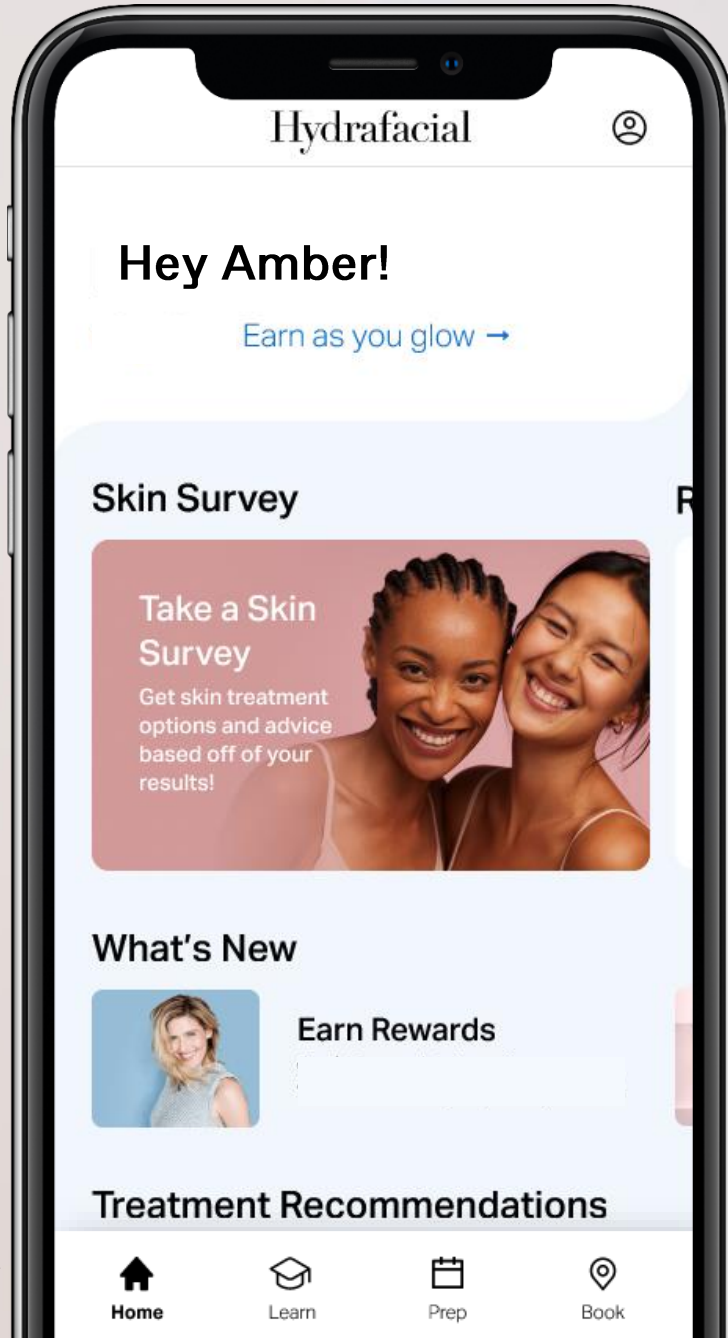 Hydrafacial
Hey Amber!
Earn as you glow →
Skin Survey
R
Take a Skin
Survey
Get skin treatment
options and advice
based off of your
results!
What's New
Earn Rewards
Treatment Recommendations
Home
Learn
Prep
Book